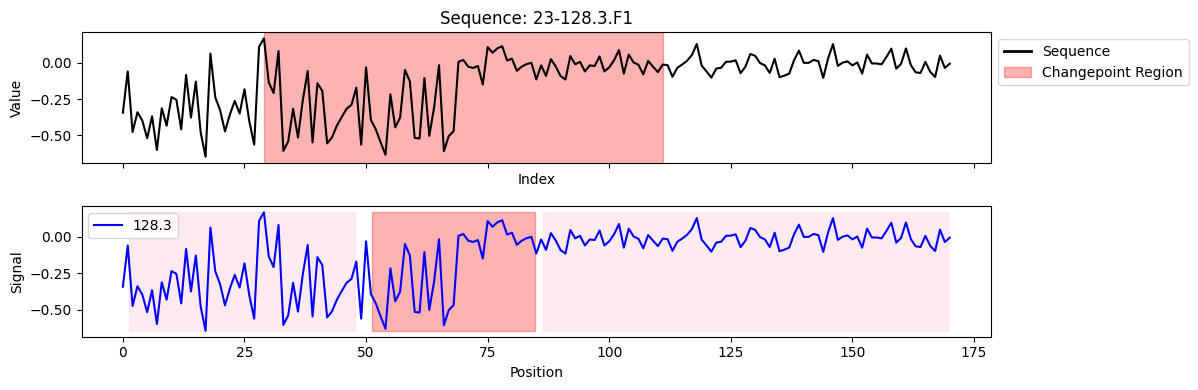 Sequence: 23-128.3.F1
Value
0.00
−0.25
−0.50
Index
Sequence
Changepoint Region
Signal
0.00
−0.25
−0.50
128.3
0 25 50 75 100 125 150 175
Position